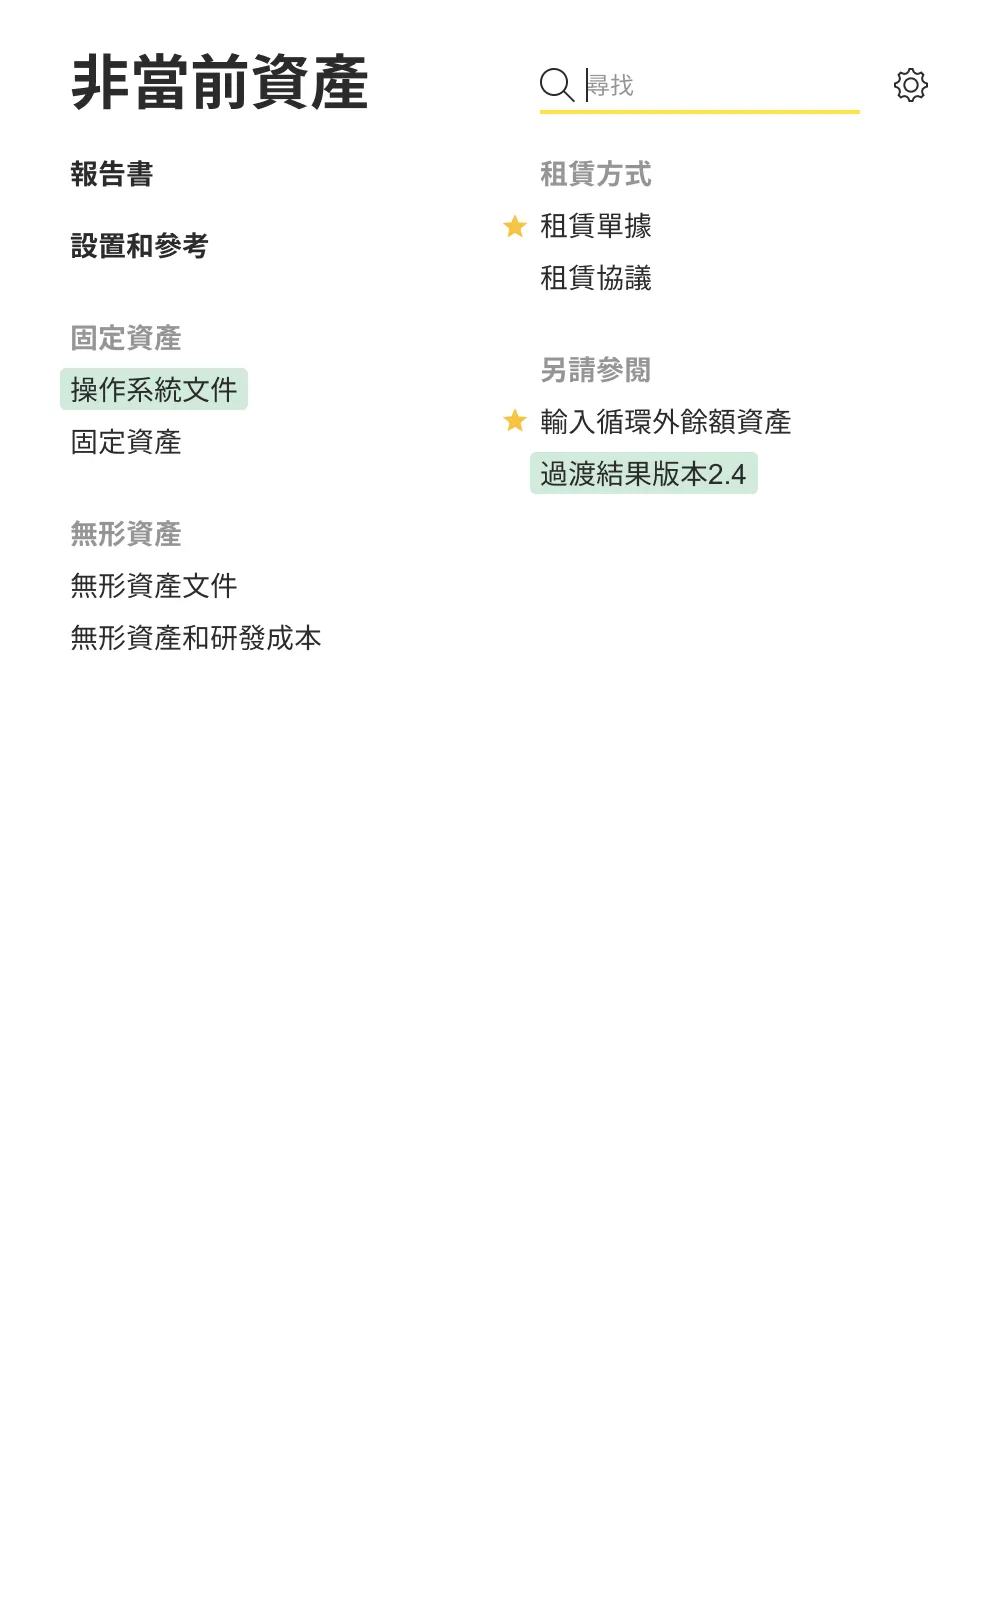 非當前資產
尋找
報告書
設置和參考
固定資產
操作系統文件
固定資產
無形資產
無形資產文件
無形資產和研發成本
租賃方式
租賃單據
租賃協議
另請參閱
輸入循環外餘額資產
過渡結果版本2.4